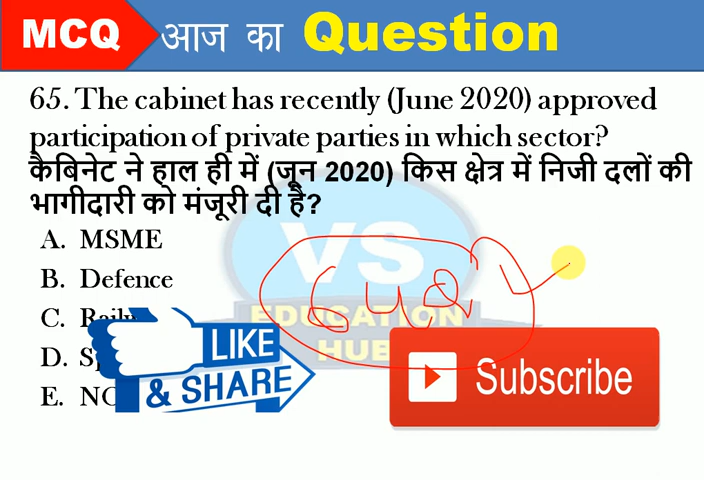 MCQ आज का Question
65. The cabinet has recently (June 2020) approved
participation of private parties in which sector?
कैबिनेट ने हाल ही में (जून 2020) किस क्षेत्र में निजी दलों की
भागीदारी को मंजूरी दी है?
A. MSME
B. Defence
C.
D.
E.
VS
EDUCATION
HUB
LIKE
& SHARE
Subscribe